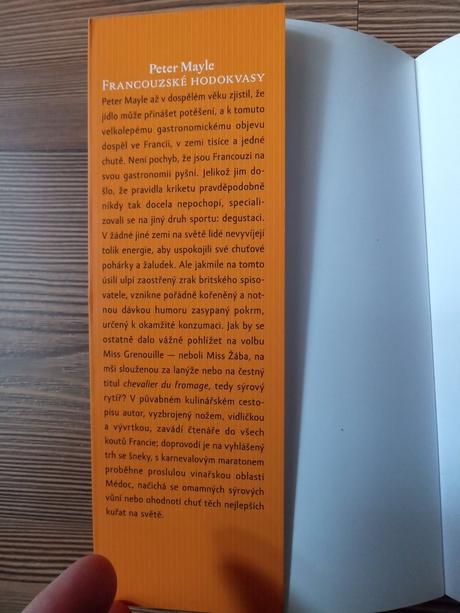 Peter Mayle
FRANCOUZSKÉ HODOKVASY
Peter Mayle až v dospělém věku zjistil, že
jídlo může přinášet potěšení, a k tomuto
velkolepému gastronomickému objevu
dospěl ve Francii, v zemi tisíce a jedné
chutě. Není pochyb, že jsou Francouzi na
svou gastronomii pyšní. Jelikož jim do-
šlo, že pravidla kriketu pravděpodobně
nikdy tak docela nepochopí, speciali-
zovali se na jiný druh sportu: degustaci.
V žádné jiné zemi na světě lidé nevyvíjejí
tolik energie, aby uspokojili své chuťové
pohárky a žaludek. Ale jakmile na tomto
úsilí ulpí zaostřený zrak britského spiso-
vatele, vznikne pořádně kořeněný a not-
nou dávkou humoru zasypaný pokrm,
určený k okamžité konzumaci. Jak by se
ostatně dalo vážně pohlížet na volbu
Miss Grenouille — neboli Miss Žába, na
mši slouženou za lanýže nebo na čestný
titul chevalier du fromage, tedy sýrový
rytíř? V půvabném kulinářském cesto-
pisu autor, vyzbrojený nožem, vidličkou
a vývrtkou, zavádí čtenáře do všech
koutů Francie; doprovodí je na vyhlášený
trh se šneky, s karnevalovým maratonem
proběhne proslulou vinařskou oblastí
Médoc, načichá se omamných sýrových
vůní nebo ohodnotí chuť těch nejlepších
kuřat na světě.